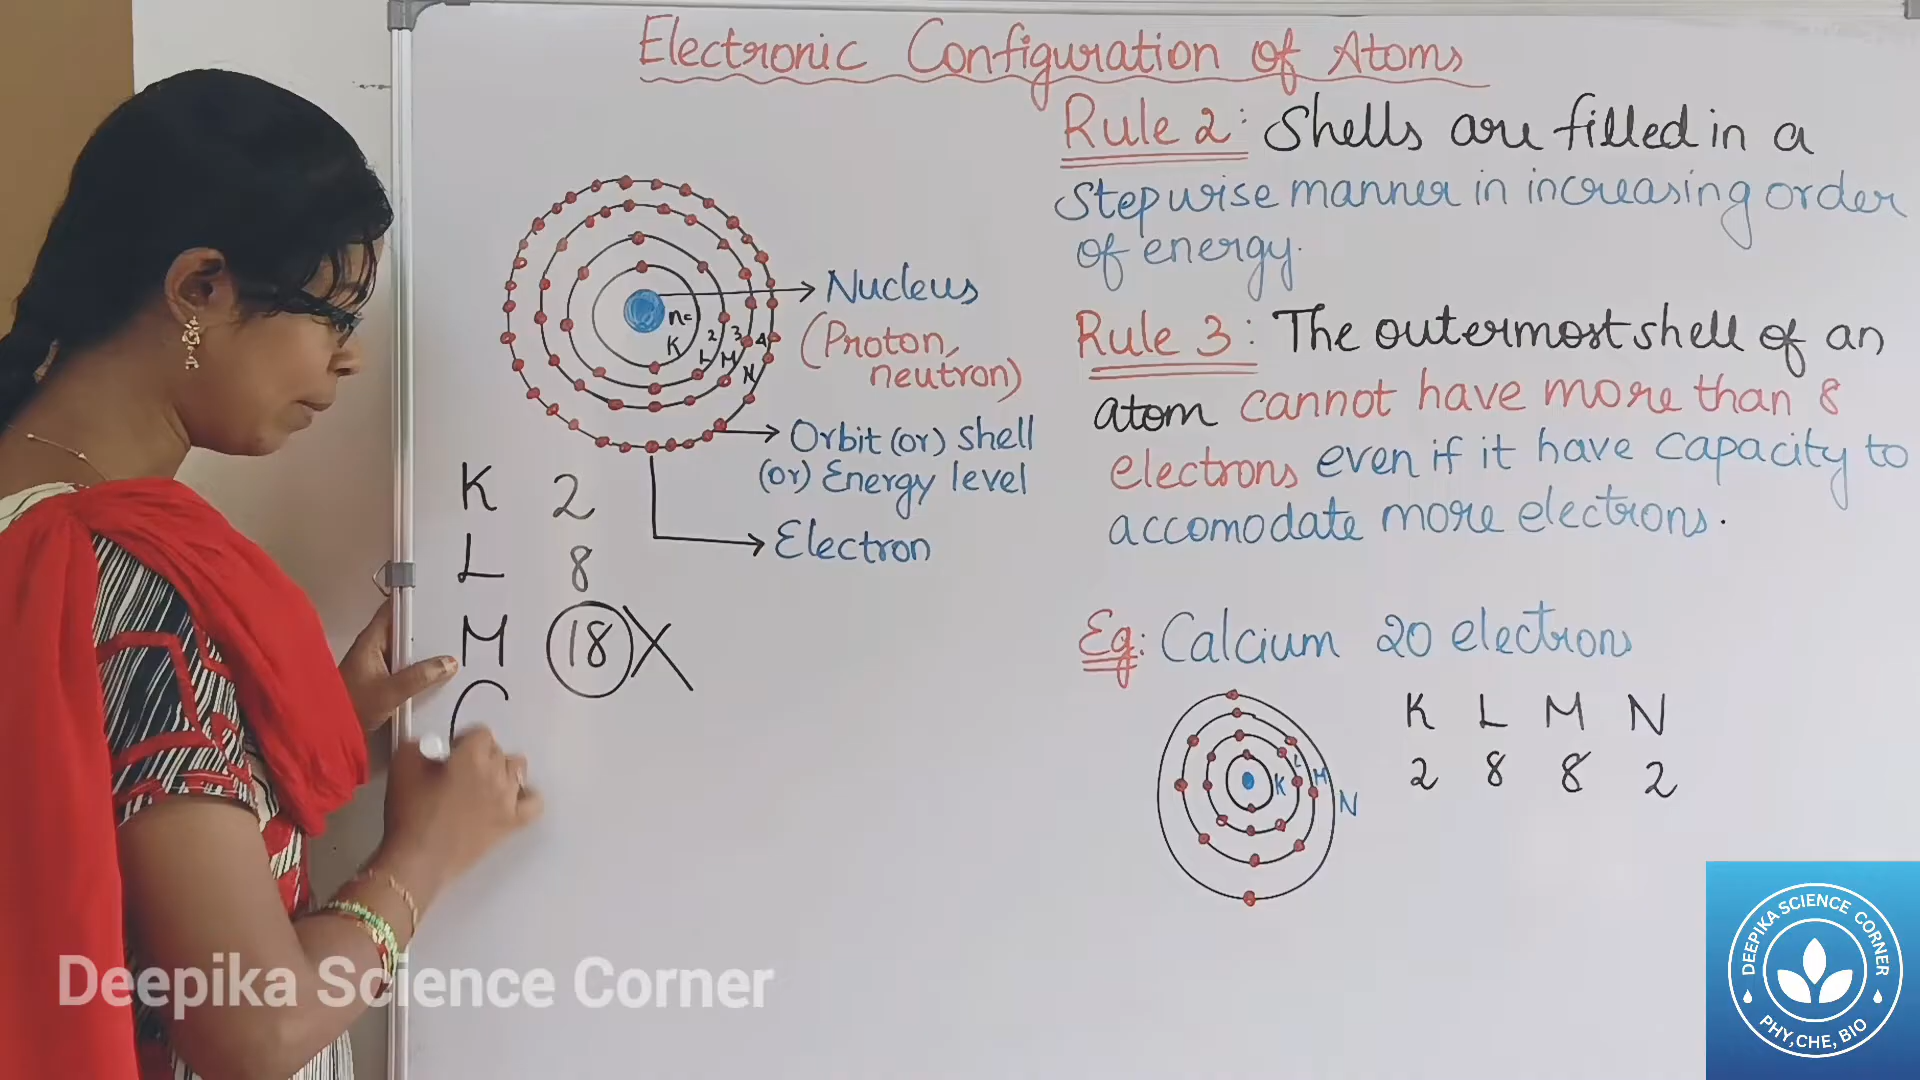 Electronic Configuration of Atoms
Rule 2: Shells are filled in a
stepwise manner in increasing order
of energy.
Rule 3: The outermost shell of an
atom cannot have more than 8
electrons even if it have capacity to
accomodate more electrons.
n= 2 3 4
K L M N
Nucleus
(Proton,
neutron)
Orbit (or) shell
(or) Energy level
Electron
K 2
L 8
M 18 X
Eg: Calcium 20 electrons
K L M N
K L M N
2 8 8 2
Deepika Science Corner
DEEPIKA SCIENCE CORNER
PHY, CHE, BIO